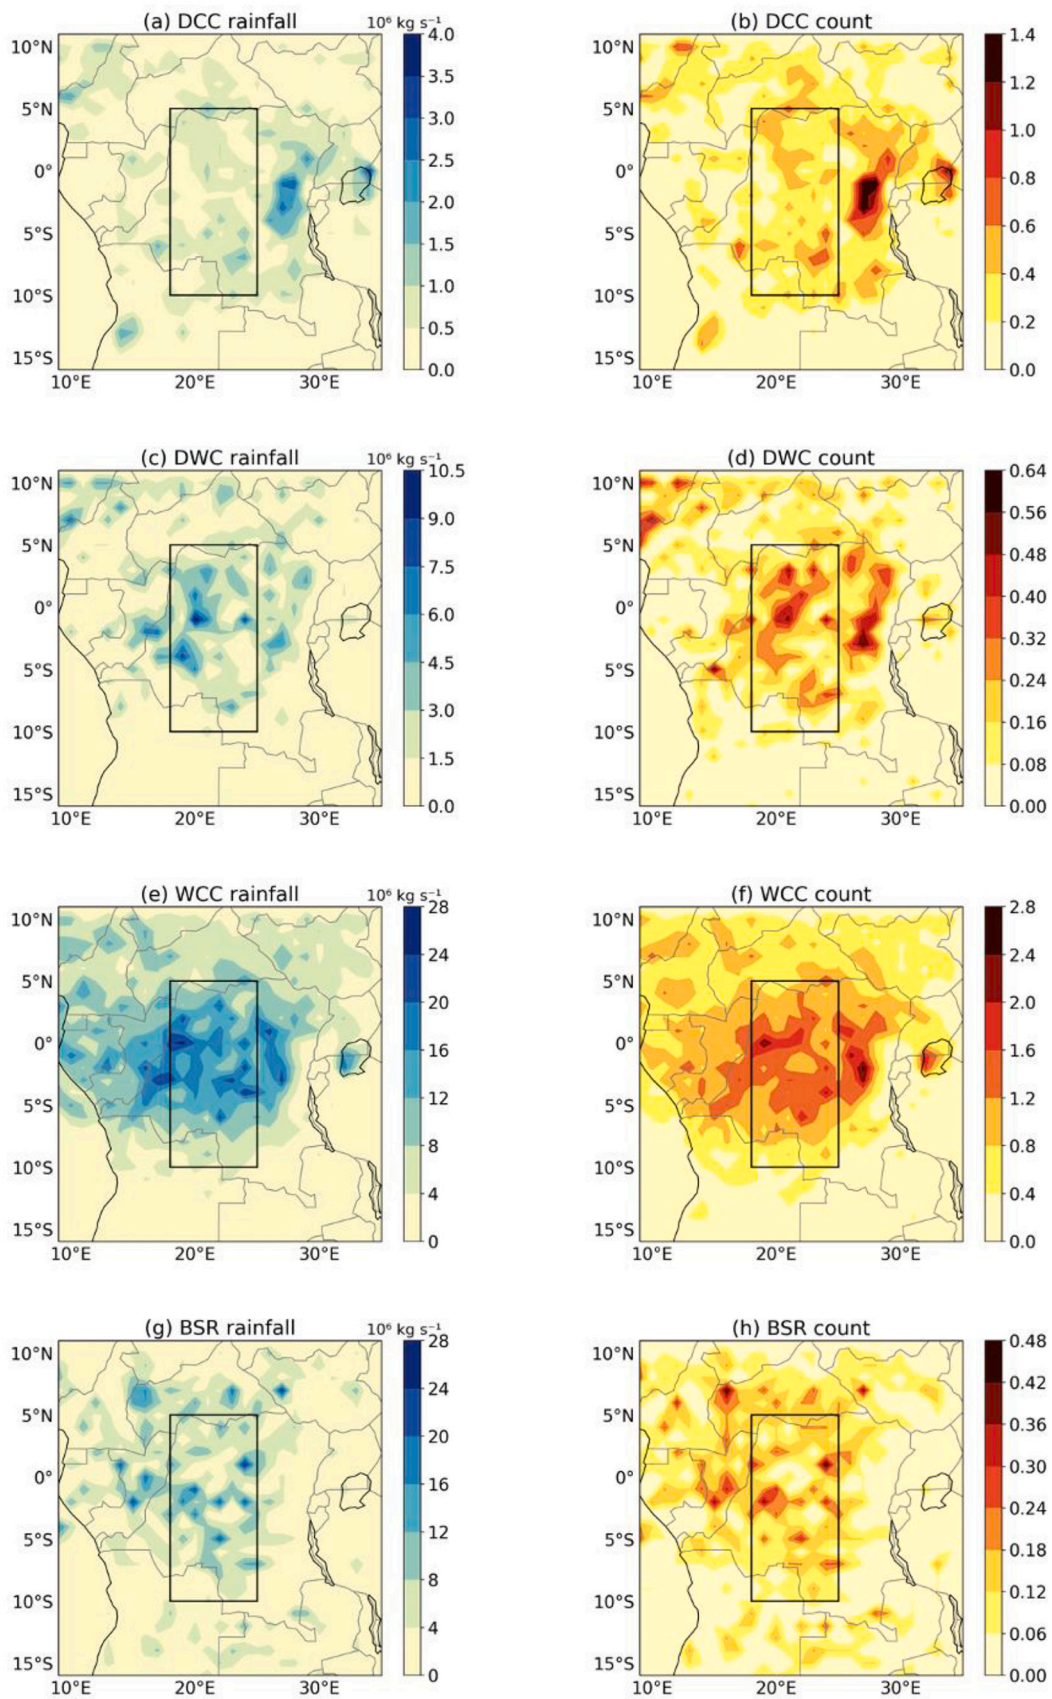 (a) DCC rainfall 10⁶ kg s⁻¹ (b) DCC count
10°N 4.0 10°N 1.4
3.5 1.2
5°N 3.0 5°N 1.0
0° 2.5 0° 0.8
2.0
5°S 1.5 5°S 0.6
1.0 0.4
10°S 10°S
0.5 0.2
15°S 0.0 15°S 0.0
10°E 20°E 30°E 10°E 20°E 30°E
(c) DWC rainfall 10⁶ kg s⁻¹ (d) DWC count
10°N 10.5 10°N 0.64
9.0 0.56
5°N 7.5 5°N 0.48
0° 6.0 0° 0.40
0.32
5°S 4.5 5°S 0.24
3.0 0.16
10°S 10°S
1.5 0.08
15°S 0.0 15°S 0.00
10°E 20°E 30°E 10°E 20°E 30°E
(e) WCC rainfall 10⁶ kg s⁻¹ (f) WCC count
10°N 28 10°N 2.8
24 2.4
5°N 20 5°N 2.0
0° 16 0° 1.6
5°S 12 5°S 1.2
8 0.8
10°S 10°S
4 0.4
15°S 0 15°S 0.0
10°E 20°E 30°E 10°E 20°E 30°E
(g) BSR rainfall 10⁶ kg s⁻¹ (h) BSR count
10°N 28 10°N 0.48
24 0.42
5°N 20 5°N 0.36
0° 16 0° 0.30
0.24
5°S 12 5°S 0.18
8 0.12
10°S 10°S
4 0.06
15°S 0 15°S 0.00
10°E 20°E 30°E 10°E 20°E 30°E